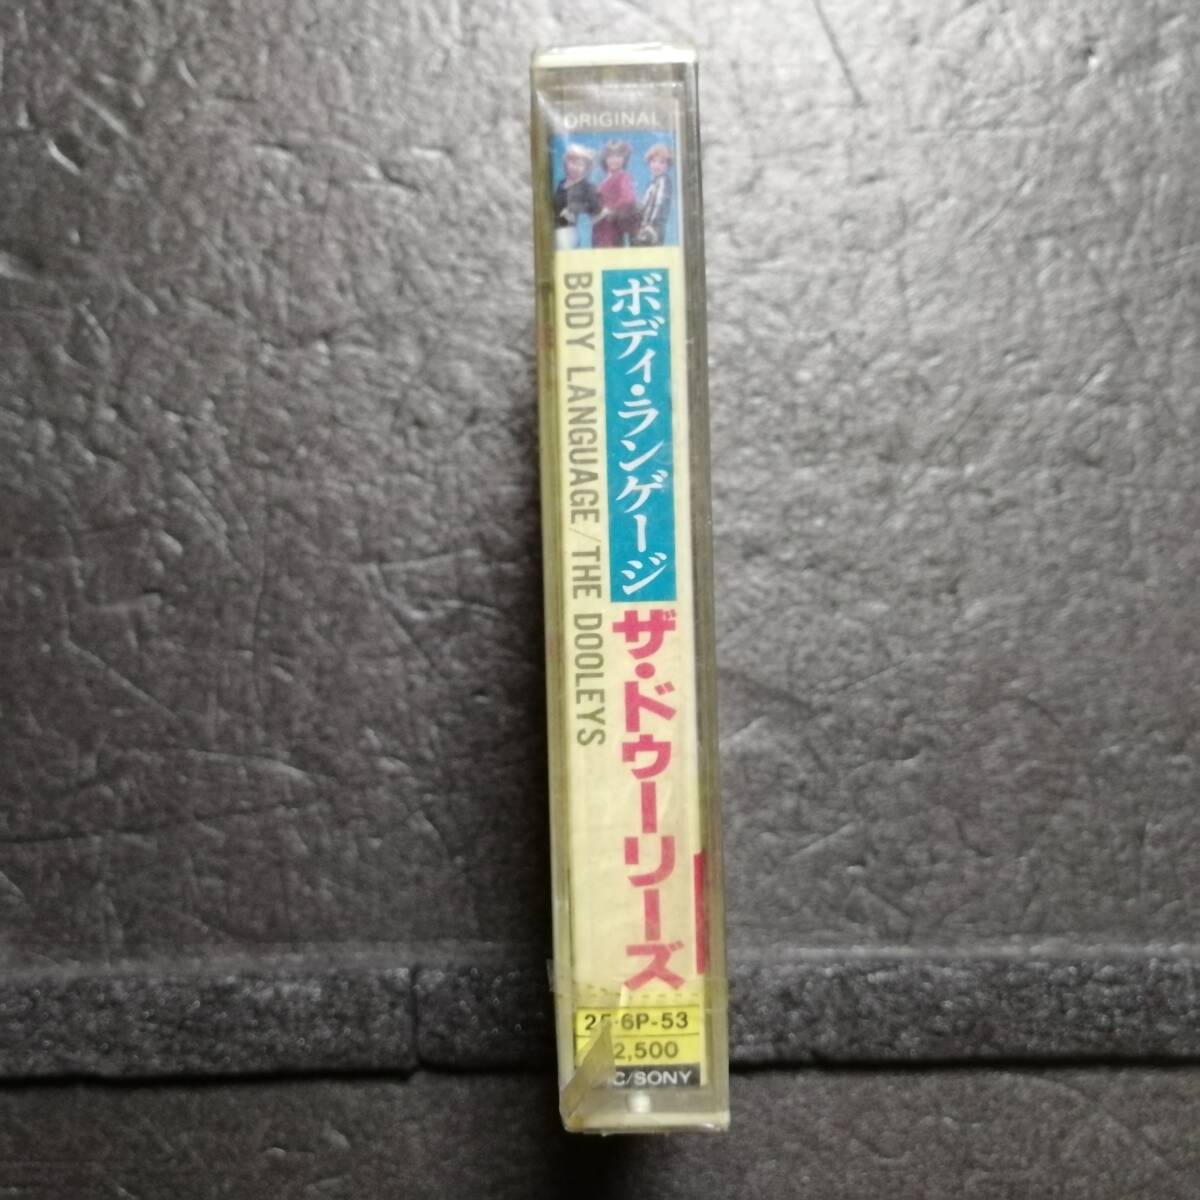 ORIGINAL
ボディ・ランゲージ ザ・ドゥーリーズ
BODY LANGUAGE/THE DOOLEYS
25・6P-53
2,500
C/SONY